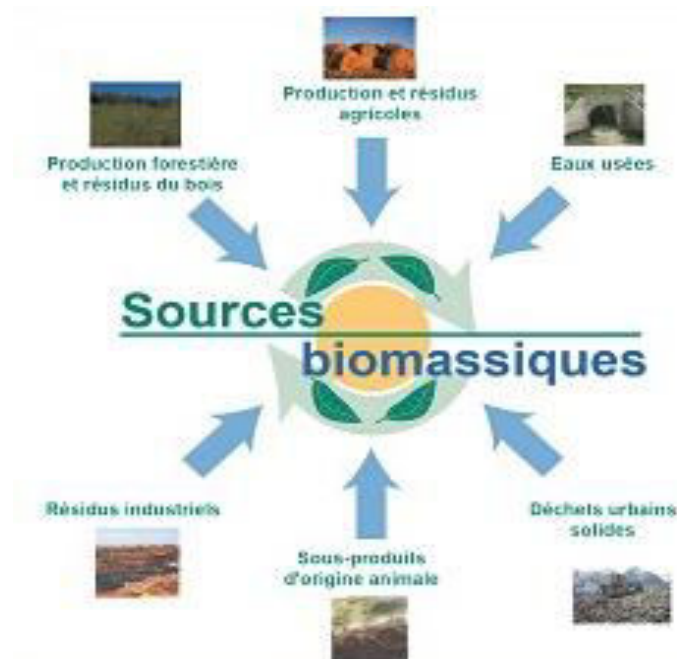 Production et résidus
agricoles
Production forestière
et résidus du bois
Eaux usées
Sources
biomassiques
Résidus industriels
Déchets urbains
solides
Sous-produits
d'origine animale